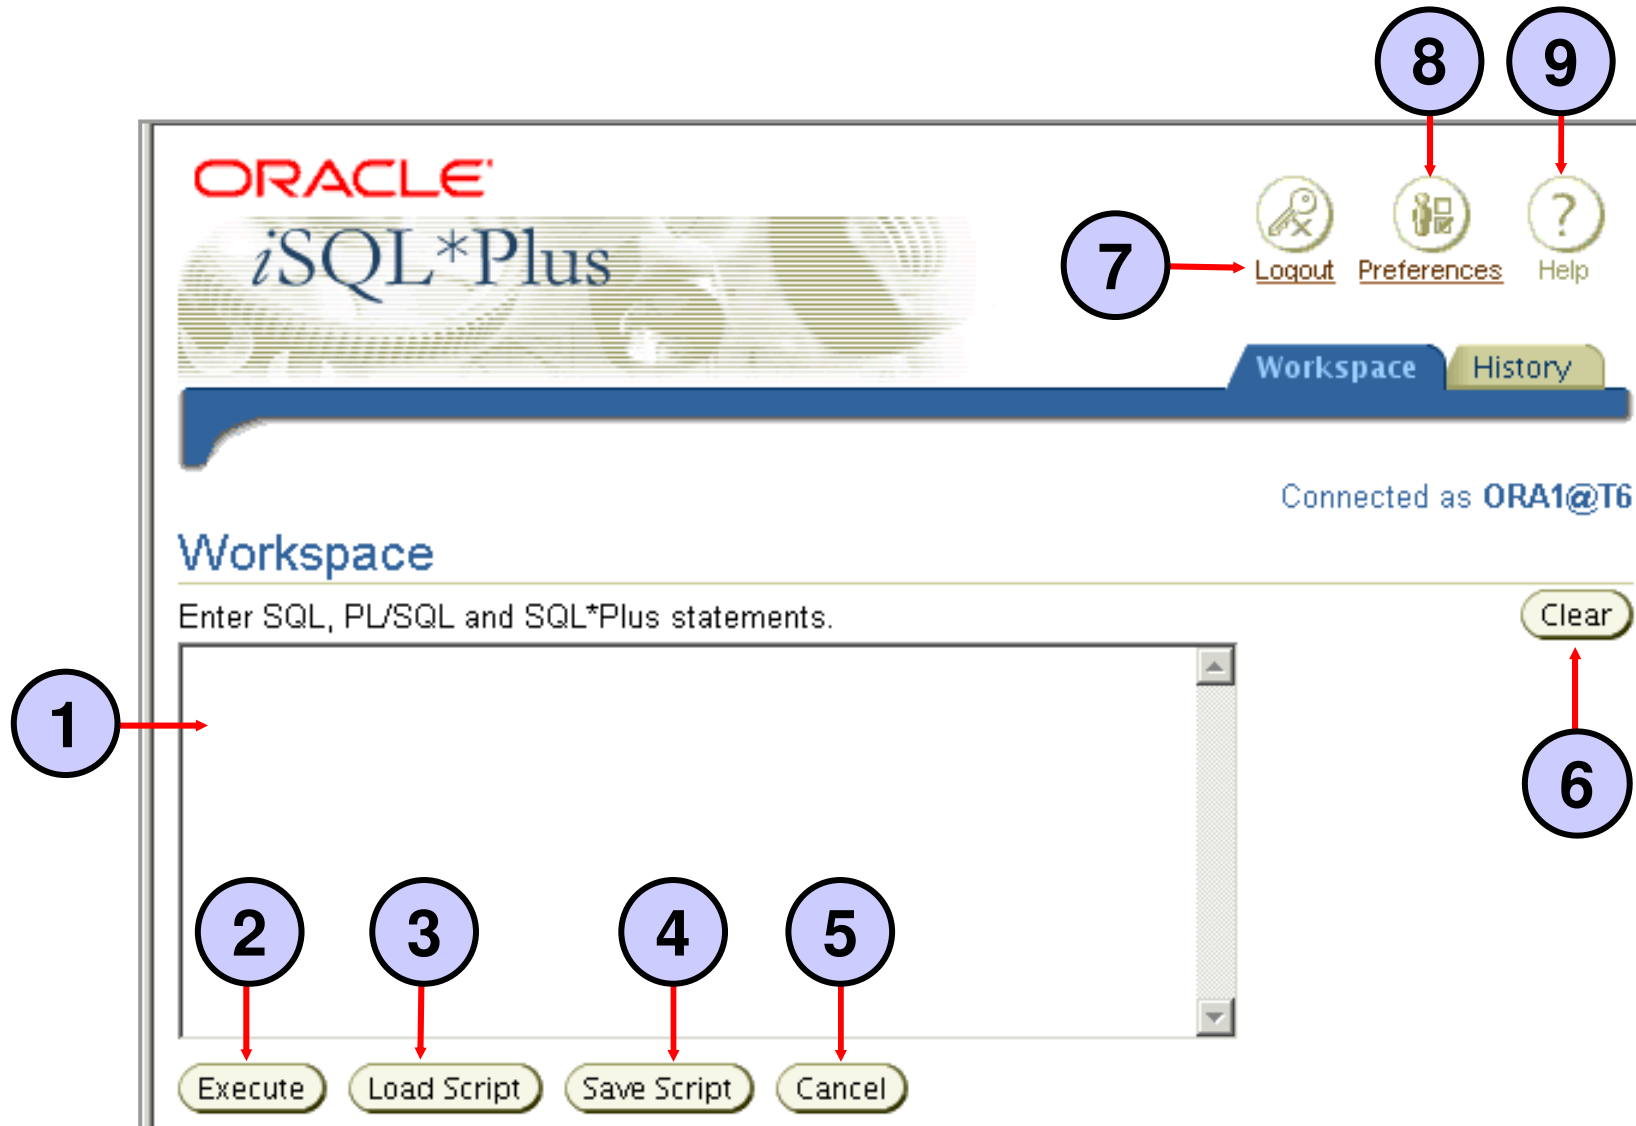 8 9
ORACLE
iSQL*Plus
7
Logout Preferences Help
Workspace History
Connected as ORA1@T6
Workspace
Enter SQL, PL/SQL and SQL*Plus statements.
Clear
1
6
2 3 4 5
Execute Load Script Save Script Cancel